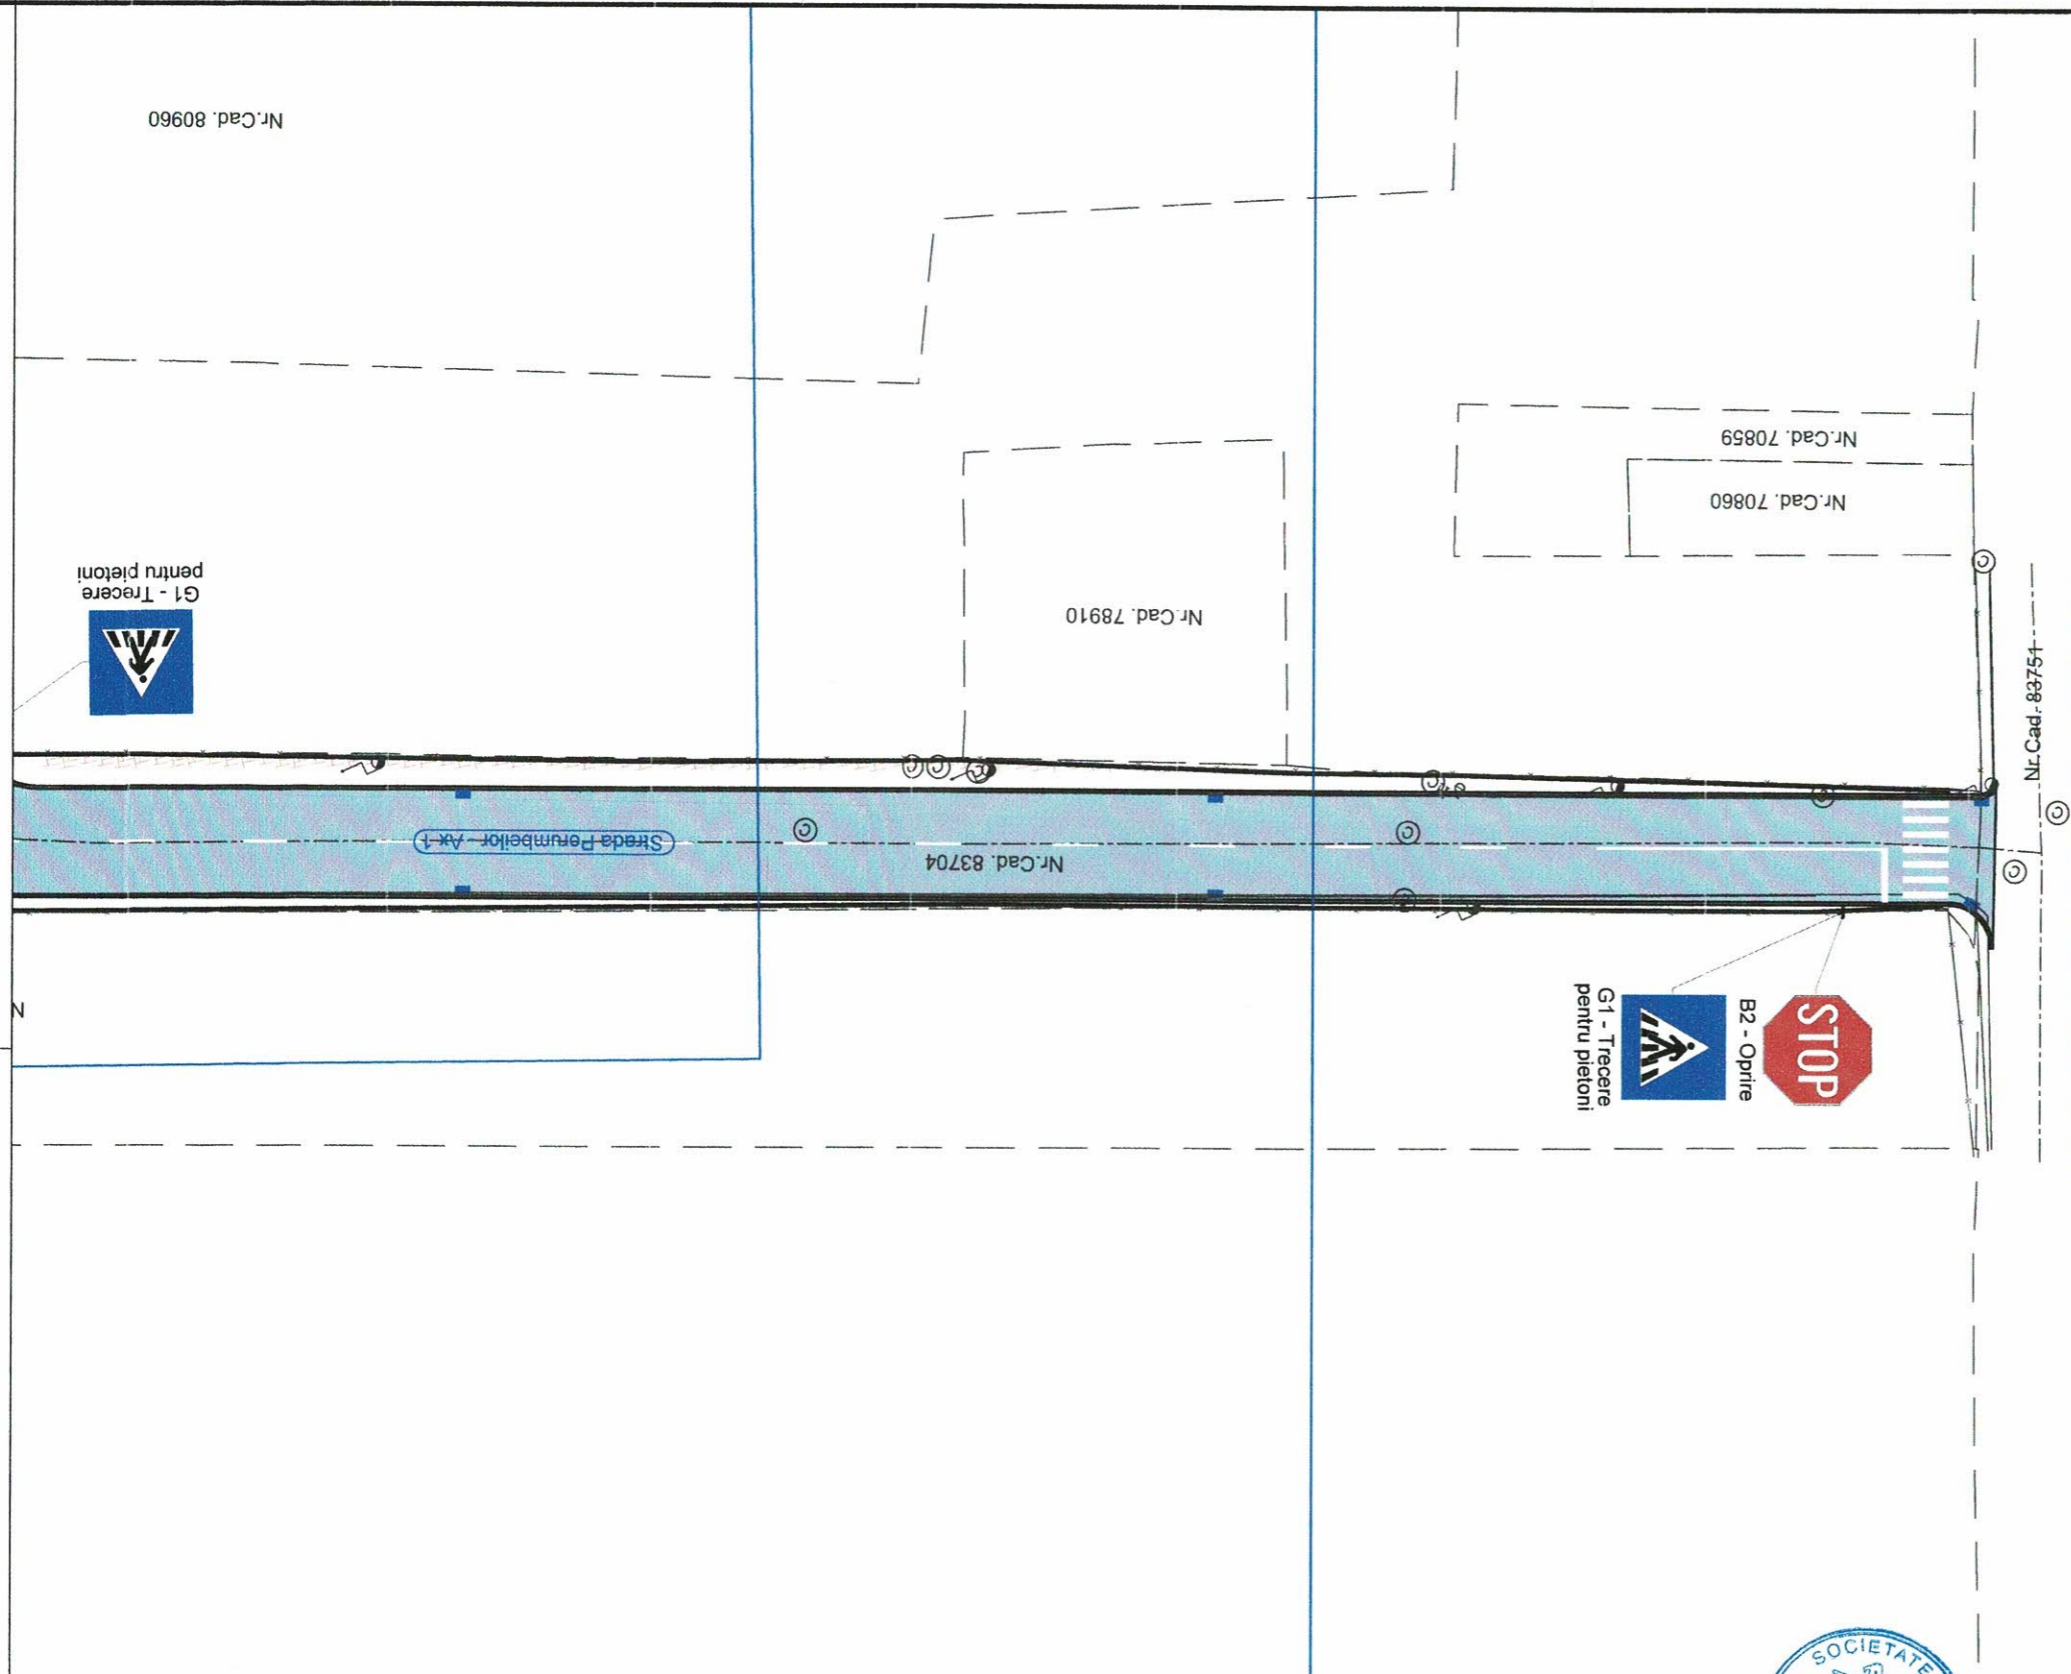 Nr.Cad. 80960
Nr.Cad. 70859
Nr.Cad. 70860
G1 - Trecere
pentru pietoni
Nr.Cad. 78910
Nr.Cad. 83751
Strada Porumbeilor - Ax 1
Nr.Cad. 83704
N
G1 - Trecere
pentru pietoni
B2 - Oprire
STOP
SOCIETATE